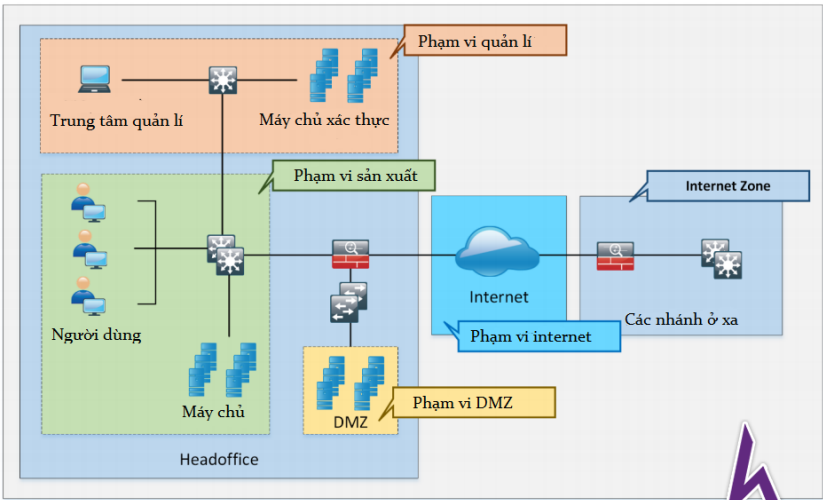 Phạm vi quản lí
Trung tâm quản lí
Máy chủ xác thực
Phạm vi sản xuất
Internet Zone
Người dùng
Máy chủ
Internet
Phạm vi internet
Các nhánh ở xa
Phạm vi DMZ
DMZ
Headoffice